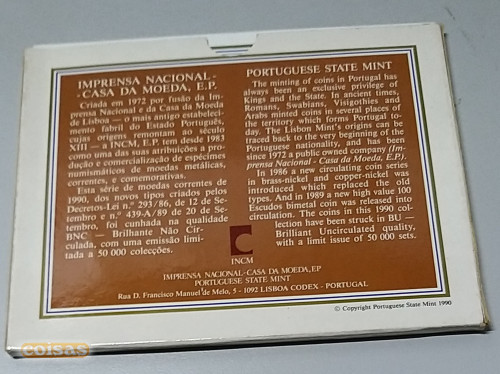 IMPRENSA NACIONAL -
- CASA DA MOEDA, E.P.
Criada em 1972 por fusão da Im-
prensa Nacional e da Casa da Moeda
de Lisboa — o mais antigo estabeleci-
mento fabril do Estado Português,
cujas origens remontam ao século
XIII — a INCM, E.P. tem desde 1983
como uma das suas atribuições a pro-
dução e comercialização de espécimes
numismáticos de moedas metálicas,
correntes, e comemorativas.
Esta série de moedas correntes de
1990, dos novos tipos criados pelos
Decretos-Lei n.º 293/86, de 12 de Se-
tembro e n.º 439-A/89 de 20 de Se-
tembro, foi cunhada na qualidade
BNC — Brilhante Não Cir-
culada, com uma emissão limi-
tada a 50 000 colecções.
PORTUGUESE STATE MINT
The minting of coins in Portugal has
always been an exclusive privilege of
Kings and the State. In ancient times,
Romans, Swabians, Visigothies and
Arabs minted coins in several places of
the territory which forms Portugal to-
day. The Lisbon Mint's origins can be
traced back to the very beginning of the
Portuguese nationality, and has been
since 1972 a public owned company (Im-
prensa Nacional - Casa da Moeda, E.P.).
In 1986 a new circulating coin series
in brass-nickel and copper-nickel was
introduced which replaced the old
types. And in 1989 a new high value 100
Escudos bimetal coin was released into
circulation. The coins in this 1990 col-
lection have been struck in BU —
Brilliant Uncirculated quality,
with a limit issue of 50 000 sets.
INCM
IMPRENSA NACIONAL-CASA DA MOEDA, EP
PORTUGUESE STATE MINT
Rua D. Francisco Manuel de Melo, 5 - 1092 LISBOA CODEX - PORTUGAL
© Copyright Portuguese State Mint 1990
coisas